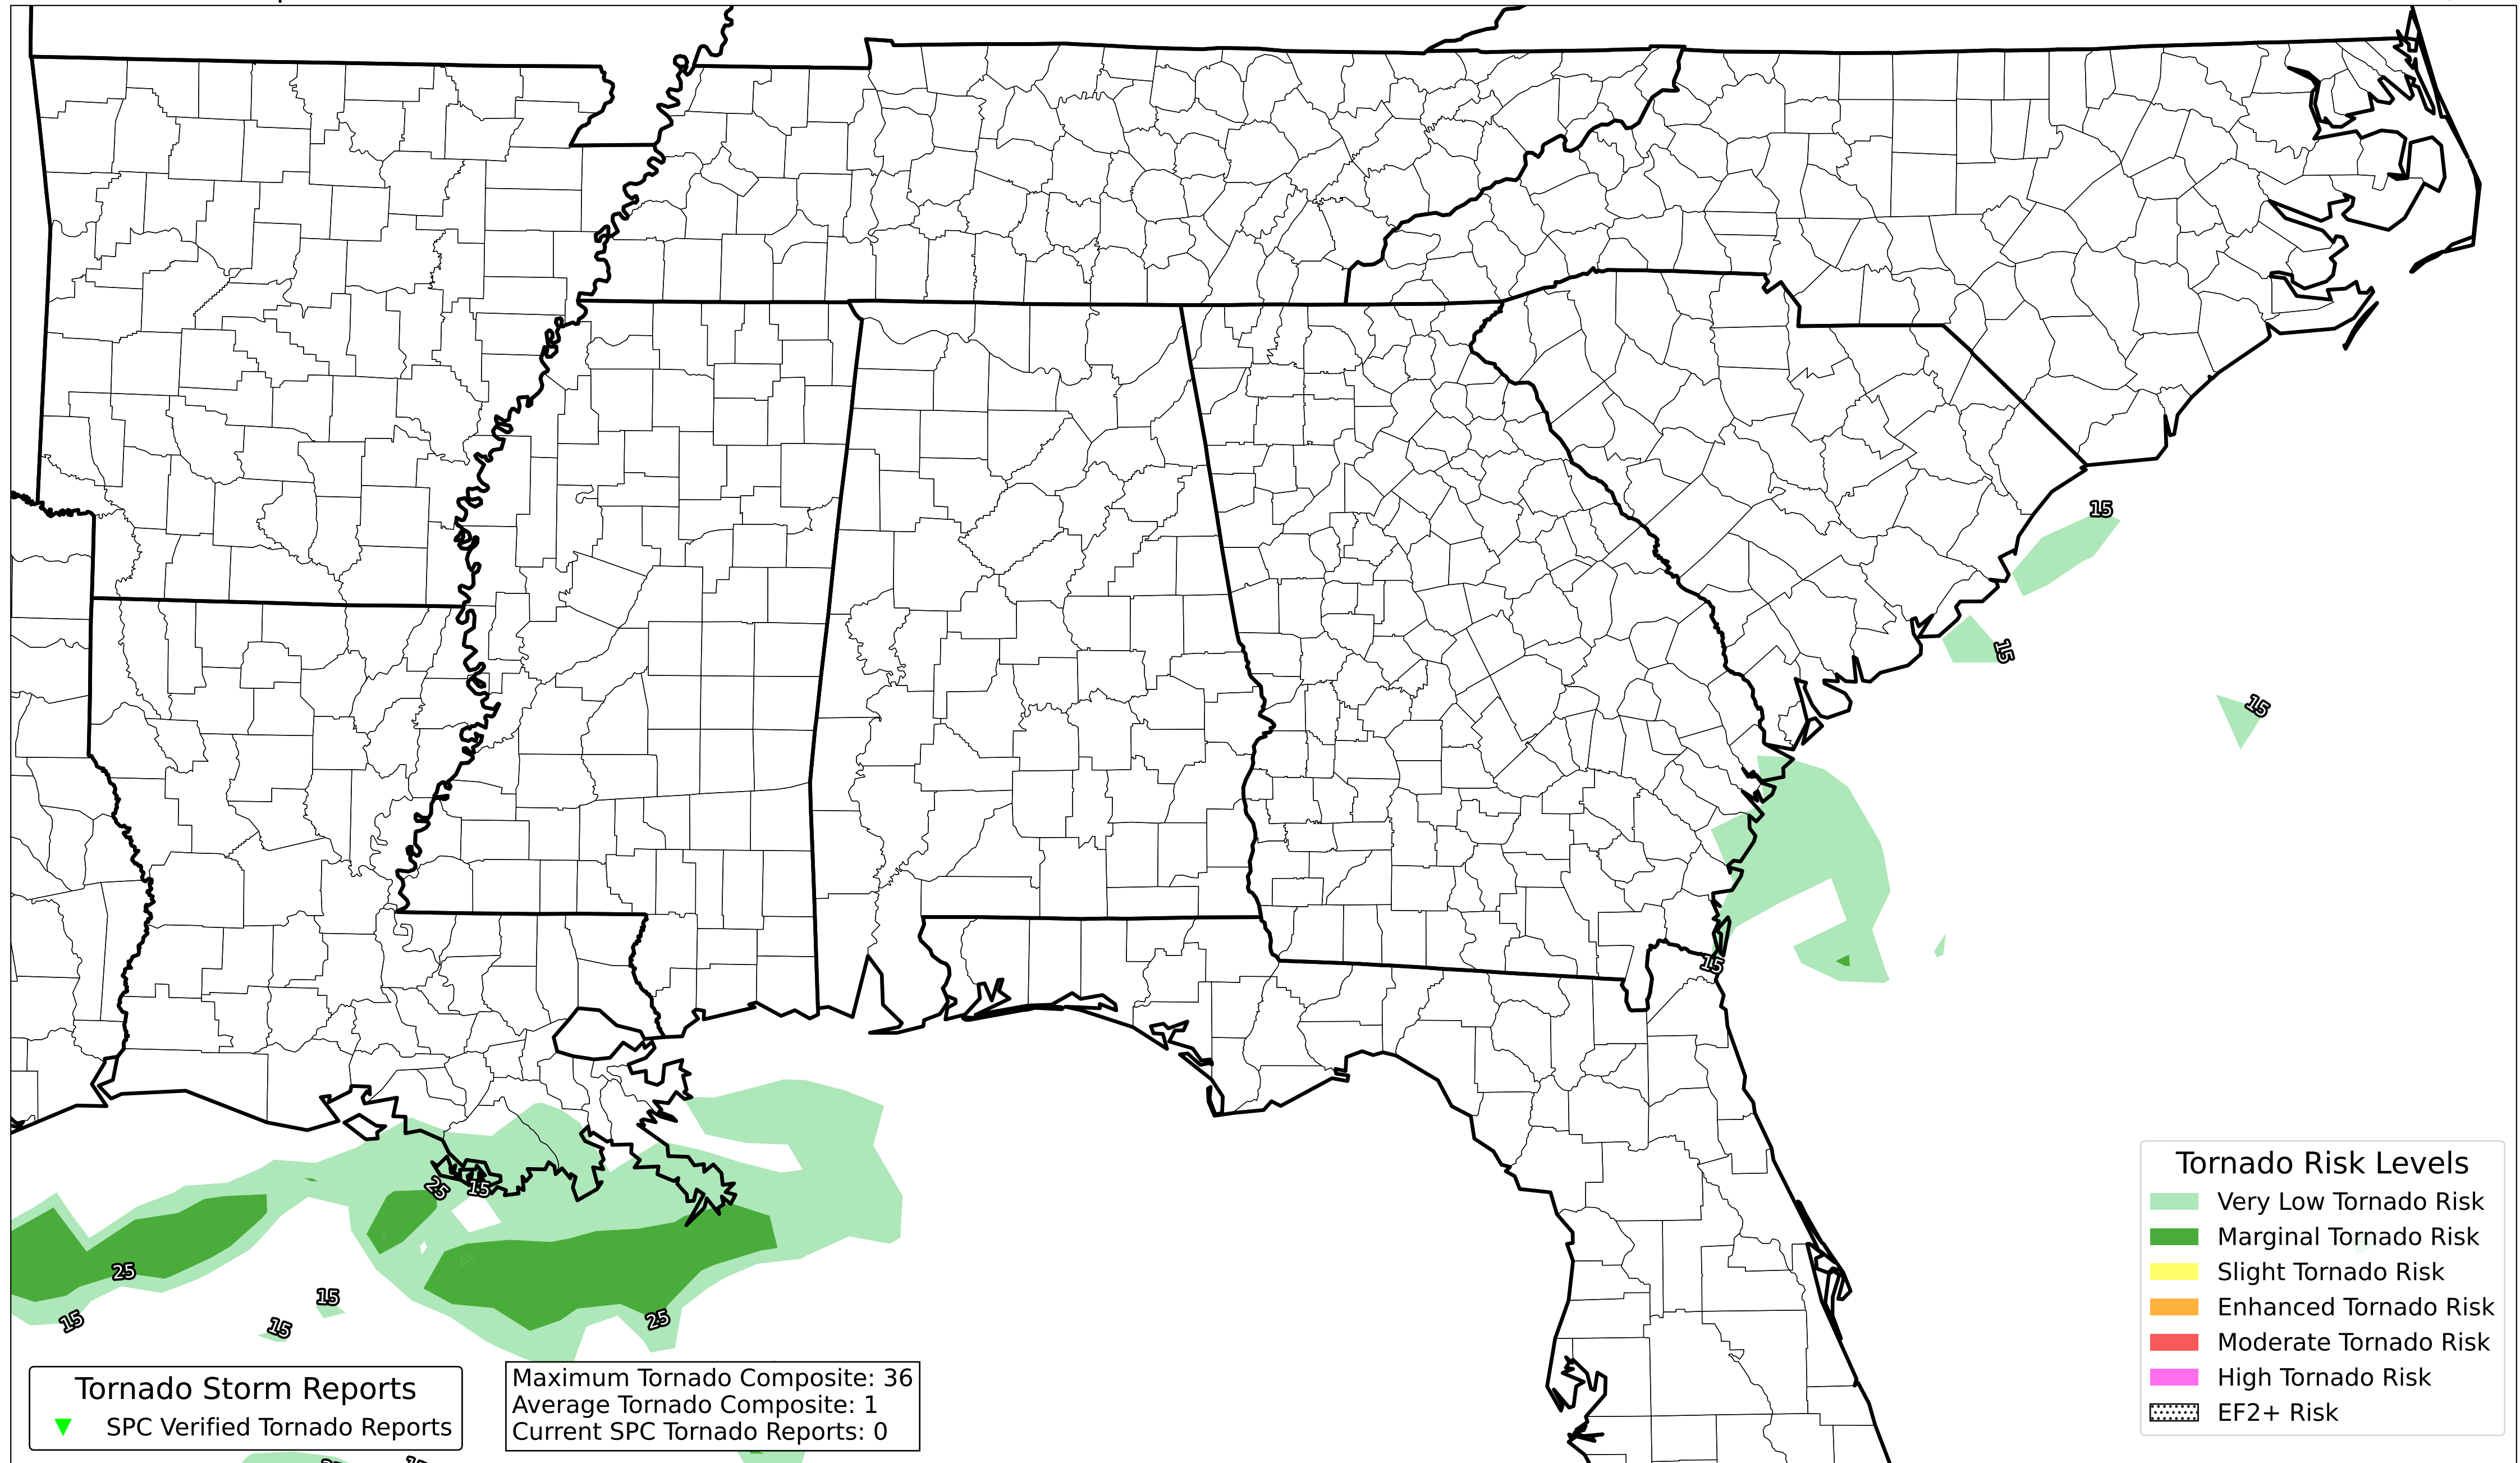 15
15
15
15
25
15
25
15
15
15
25
Tornado Risk Levels
Very Low Tornado Risk
Marginal Tornado Risk
Slight Tornado Risk
Enhanced Tornado Risk
Moderate Tornado Risk
High Tornado Risk
EF2+ Risk
Tornado Storm Reports
SPC Verified Tornado Reports
Maximum Tornado Composite: 36
Average Tornado Composite: 1
Current SPC Tornado Reports: 0